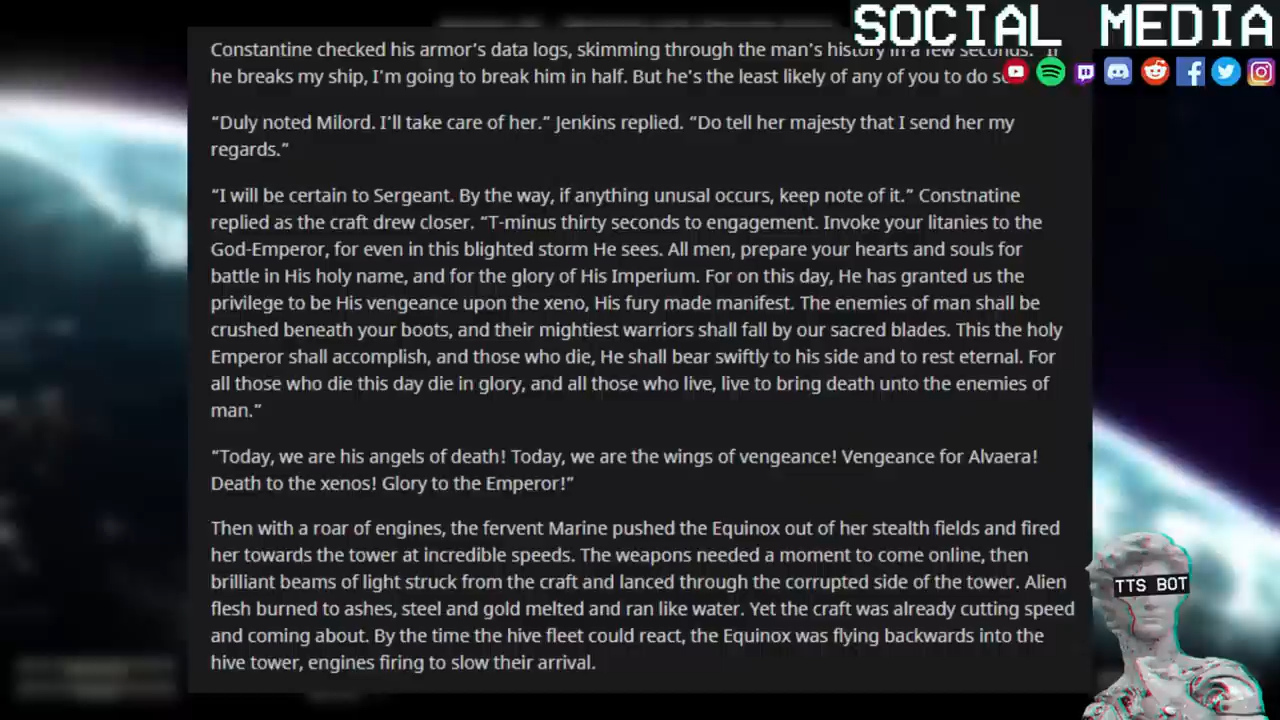 SOCIAL MEDIA
Constantine checked his armor’s data logs, skimming through the man’s history in a few seconds. “If
he breaks my ship, I’m going to break him in half. But he’s the least likely of any of you to do
“Duly noted Milord. I’ll take care of her.” Jenkins replied. “Do tell her majesty that I send her my
regards.”
“I will be certain to Sergeant. By the way, if anything unusal occurs, keep note of it.” Constnatine
replied as the craft drew closer. “T-minus thirty seconds to engagement. Invoke your litanies to the
God-Emperor, for even in this blighted storm He sees. All men, prepare your hearts and souls for
battle in His holy name, and for the glory of His Imperium. For on this day, He has granted us the
privilege to be His vengeance upon the xeno, His fury made manifest. The enemies of man shall be
crushed beneath your boots, and their mightiest warriors shall fall by our sacred blades. This the holy
Emperor shall accomplish, and those who die, He shall bear swiftly to his side and to rest eternal. For
all those who die this day die in glory, and all those who live, live to bring death unto the enemies of
man.”
“Today, we are his angels of death! Today, we are the wings of vengeance! Vengeance for Alvaera!
Death to the xenos! Glory to the Emperor!”
Then with a roar of engines, the fervent Marine pushed the Equinox out of her stealth fields and fired
her towards the tower at incredible speeds. The weapons needed a moment to come online, then
brilliant beams of light struck from the craft and lanced through the corrupted side of the tower. Alien
flesh burned to ashes, steel and gold melted and ran like water. Yet the craft was already cutting speed
and coming about. By the time the hive fleet could react, the Equinox was flying backwards into the
hive tower, engines firing to slow their arrival.
TTS BOT